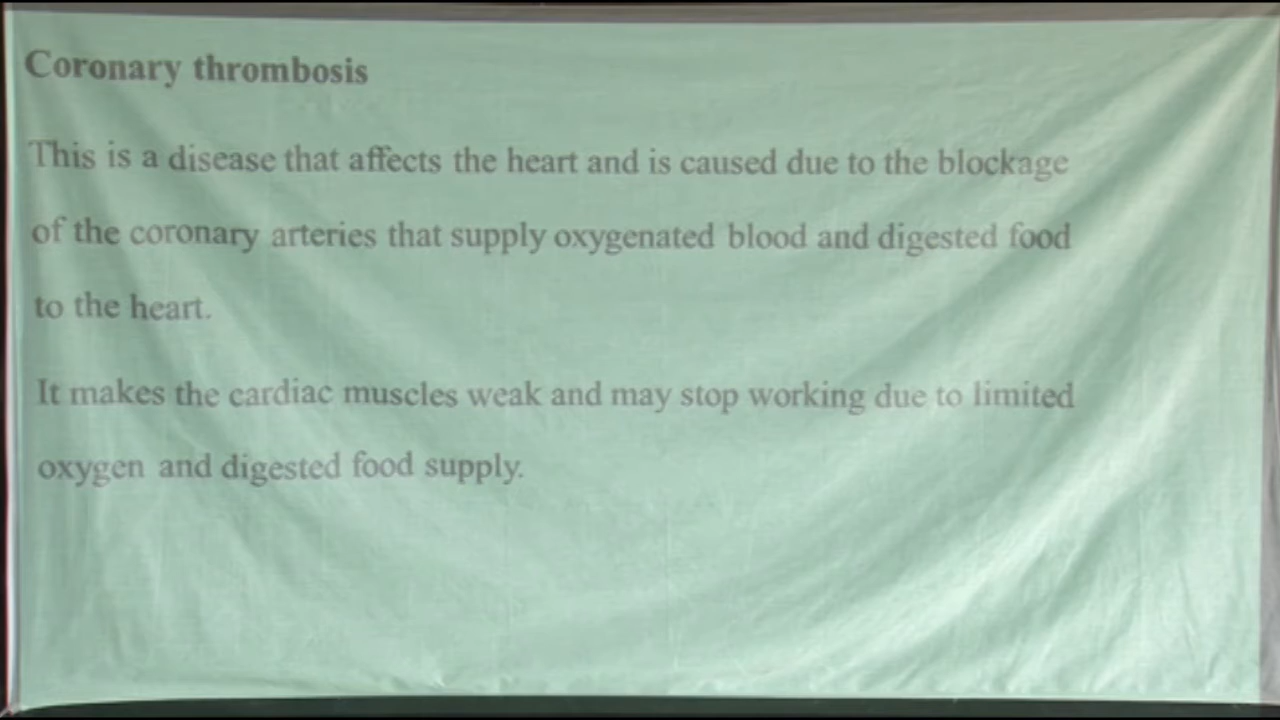 Coronary thrombosis
This is a disease that affects the heart and is caused due to the blockage
of the coronary arteries that supply oxygenated blood and digested food
to the heart.
It makes the cardiac muscles weak and may stop working due to limited
oxygen and digested food supply.